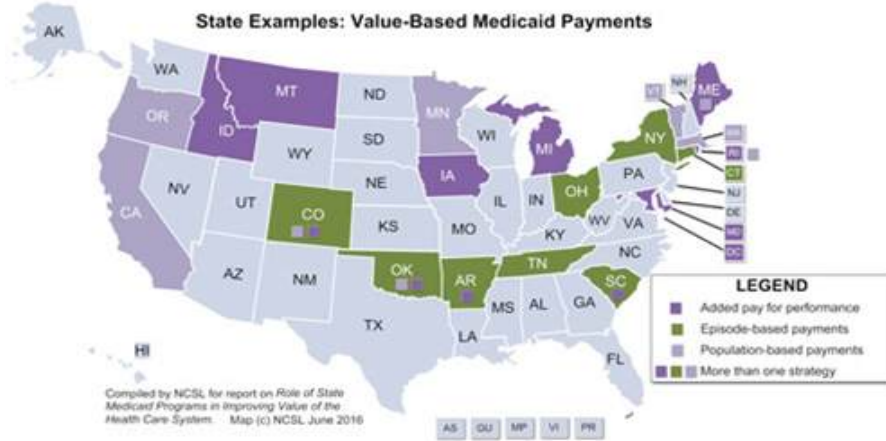 State Examples: Value-Based Medicaid Payments
AK
WA
MT
ND
MN
VT
NH
ME
OR
ID
SD
WI
MI
NY
MA
RI
CT
WY
IA
PA
NJ
NV
NE
OH
DE
UT
CO
IL
IN
WV
VA
MD
DC
CA
KS
MO
KY
NC
AZ
NM
OK
AR
TN
SC
TX
MS
AL
GA
LA
FL
HI
LEGEND
Added pay for performance
Episode-based payments
Population-based payments
More than one strategy
Compiled by NCSL for report on Role of State
Medicaid Programs in Improving Value of the
Health Care System. Map (c) NCSL June 2016
AS GU MP VI PR